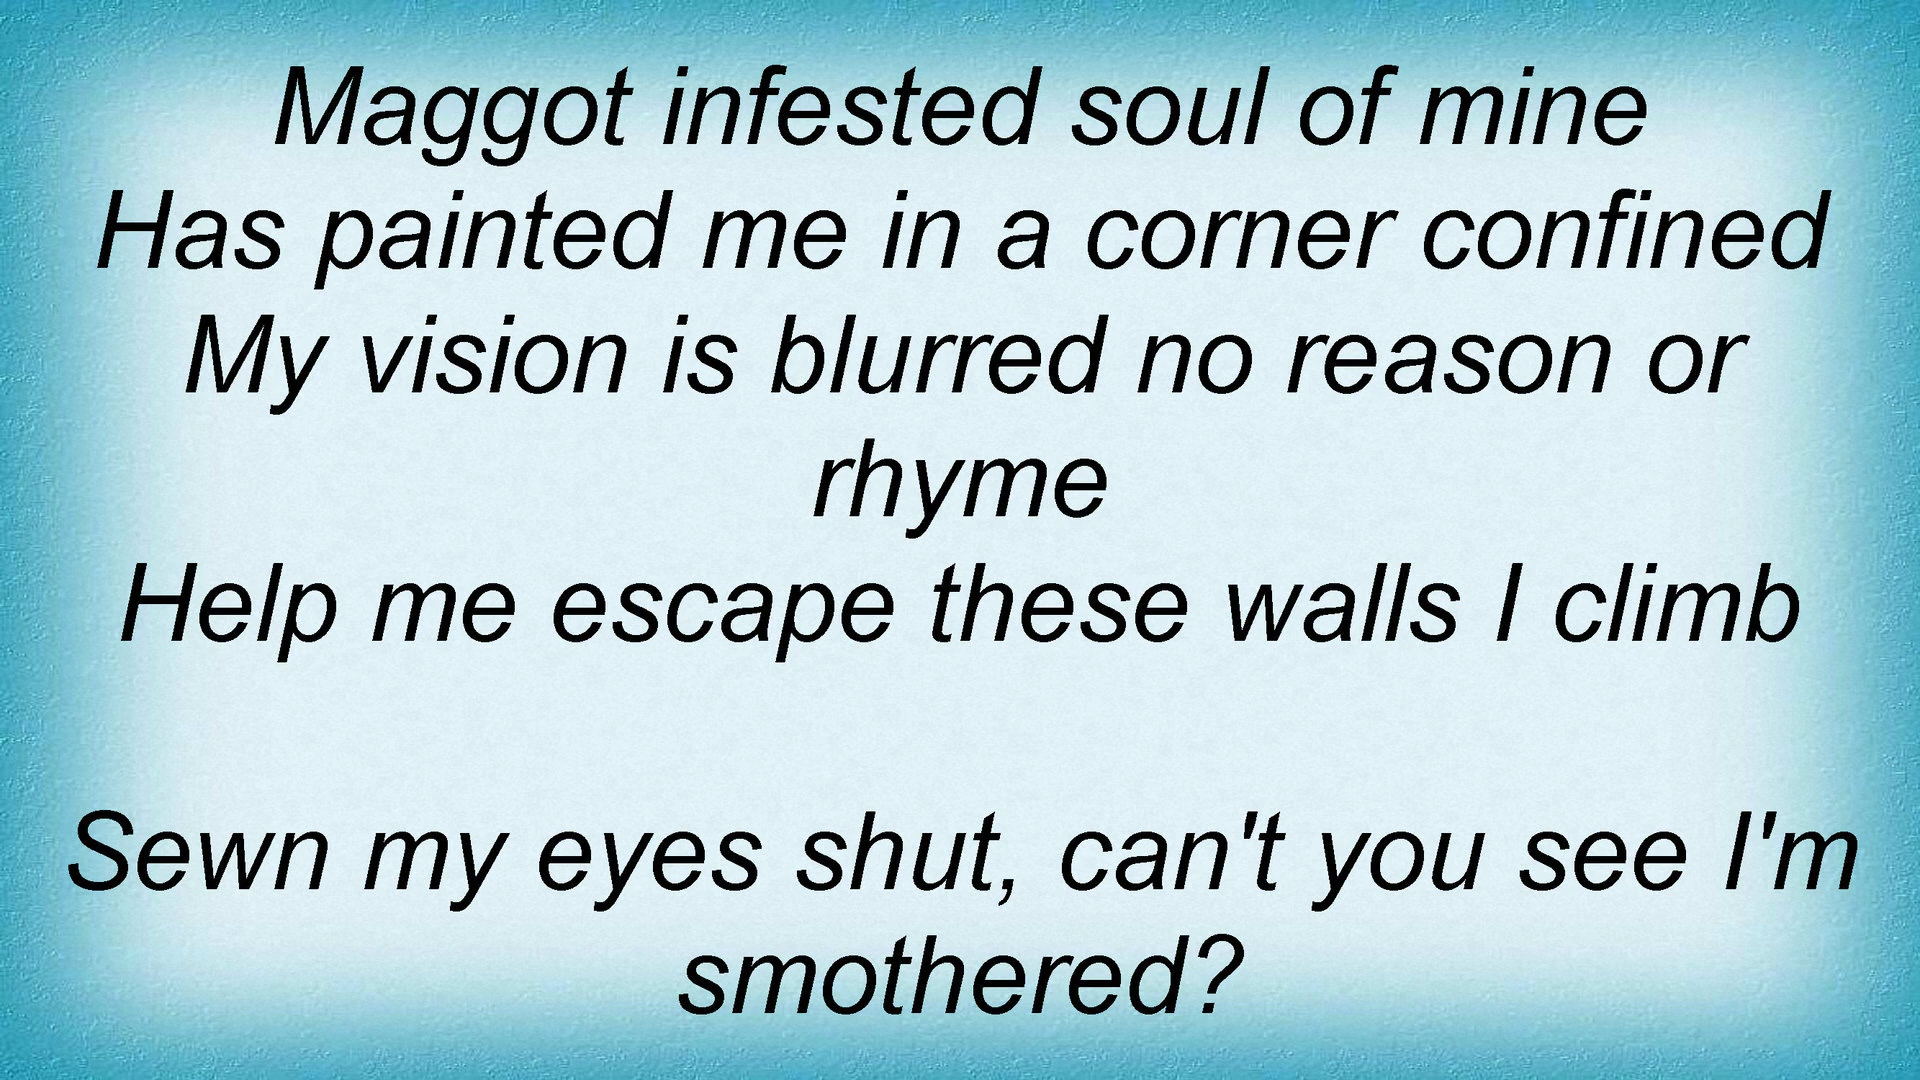 Maggot infested soul of mine
Has painted me in a corner confined
My vision is blurred no reason or
rhyme
Help me escape these walls I climb
Sewn my eyes shut, can't you see I'm
smothered?